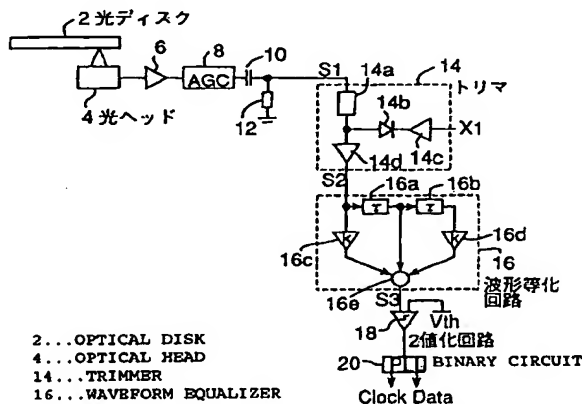 2光ディスク
6
8
10
AGC
4光ヘッド
12
S1
14a
14
トリマ
14b
X1
14c
14d
S2
16a
16b
τ
τ
K
K
16c
16d
16
16e
波形等化
回路
S3
Vth
18
2値化回路
20
P
BINARY CIRCUIT
Clock Data
2...OPTICAL DISK
4...OPTICAL HEAD
14...TRIMMER
16...WAVEFORM EQUALIZER